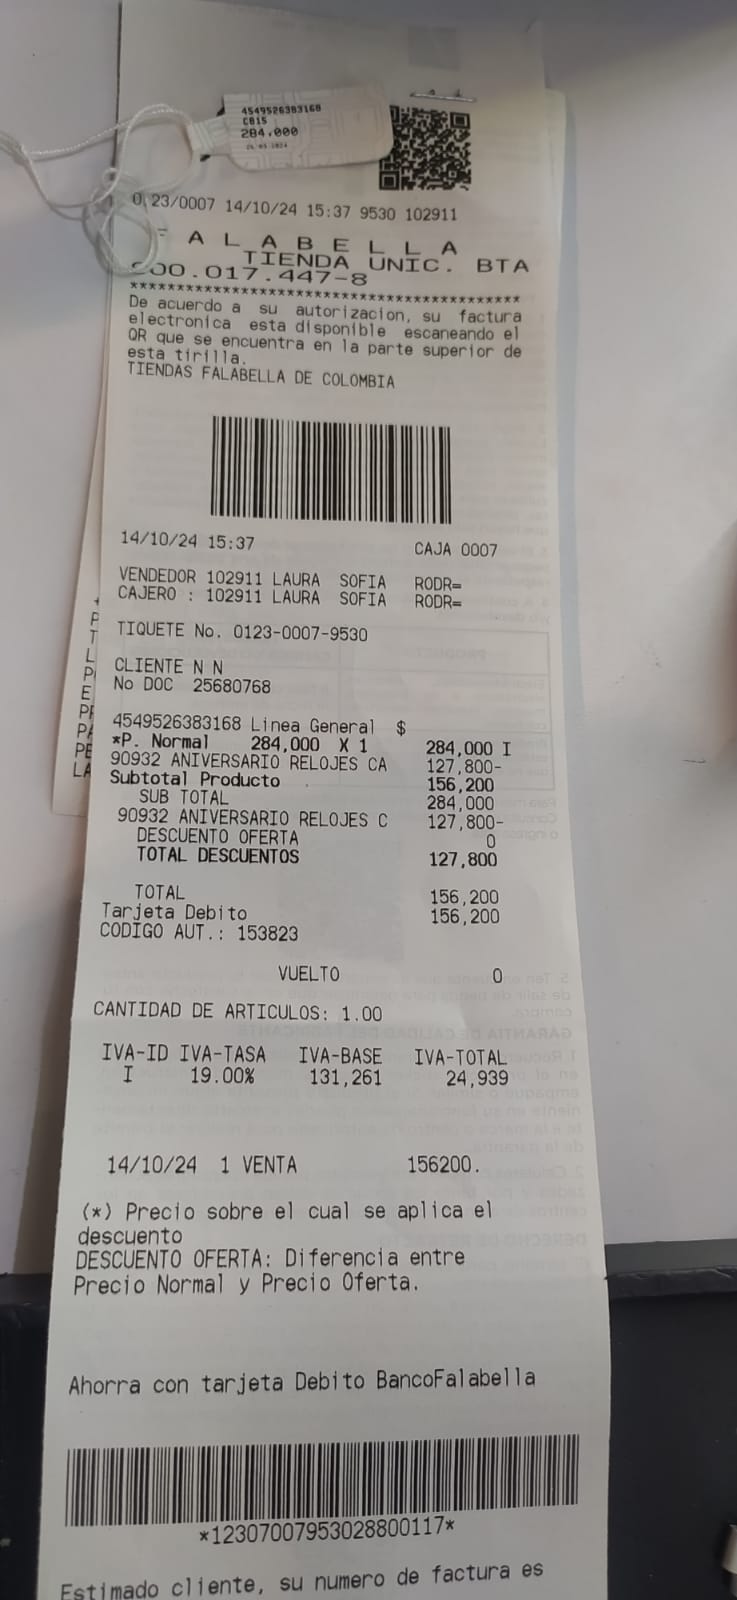 4549526383168
C815
284,000
23/0007 14/10/24 15:37 9530 102911
A L A B E L L A
TIENDA UNIC. BTA
00.017.447-8
*******************************************
De acuerdo a su autorizacion, su factura
electronica esta disponible escaneando el
QR que se encuentra en la parte superior de
esta tirilla.
TIENDAS FALABELLA DE COLOMBIA
14/10/24 15:37 CAJA 0007
VENDEDOR 102911 LAURA SOFIA RODR=
CAJERO : 102911 LAURA SOFIA RODR=
TIQUETE No. 0123-0007-9530
CLIENTE N N
No DOC 25680768
4549526383168 Linea General $
*P. Normal 284,000 X 1 284,000 I
90932 ANIVERSARIO RELOJES CA 127,800-
Subtotal Producto 156,200
SUB TOTAL 284,000
90932 ANIVERSARIO RELOJES C 127,800-
DESCUENTO OFERTA 0
TOTAL DESCUENTOS 127,800
TOTAL 156,200
Tarjeta Debito 156,200
CODIGO AUT.: 153823
VUELTO 0
CANTIDAD DE ARTICULOS: 1.00
IVA-ID IVA-TASA IVA-BASE IVA-TOTAL
I 19.00% 131,261 24,939
14/10/24 1 VENTA 156200.
(*) Precio sobre el cual se aplica el
descuento
DESCUENTO OFERTA: Diferencia entre
Precio Normal y Precio Oferta.
Ahorra con tarjeta Debito BancoFalabella
*12307007953028800117*
Estimado cliente, su numero de factura es